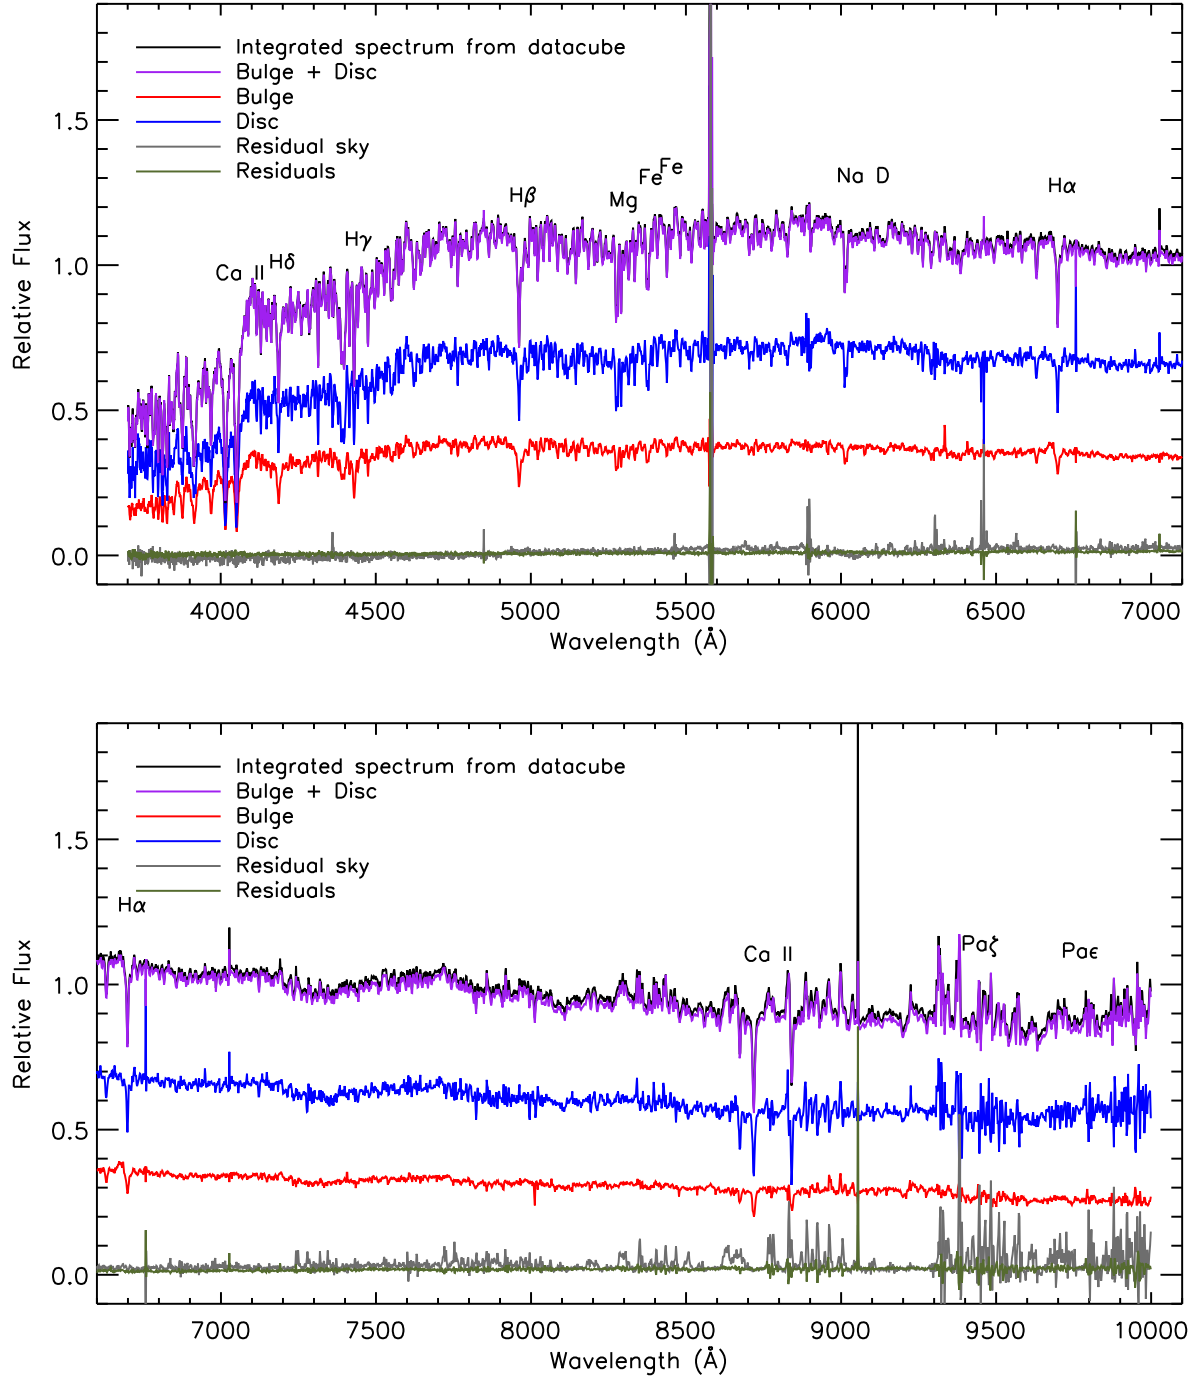 Integrated spectrum from datacube
Bulge + Disc
Bulge
Disc
Residual sky
Residuals
Ca II
Hδ
Hγ
Hβ
Mg
Fe
Fe
Na D
Hα
Relative Flux
1.5
1.0
0.5
0.0
4000 4500 5000 5500 6000 6500 7000
Wavelength (Å)
Integrated spectrum from datacube
Bulge + Disc
Bulge
Disc
Residual sky
Residuals
Hα
Ca II
Paζ
Paϵ
Relative Flux
1.5
1.0
0.5
0.0
7000 7500 8000 8500 9000 9500 10000
Wavelength (Å)